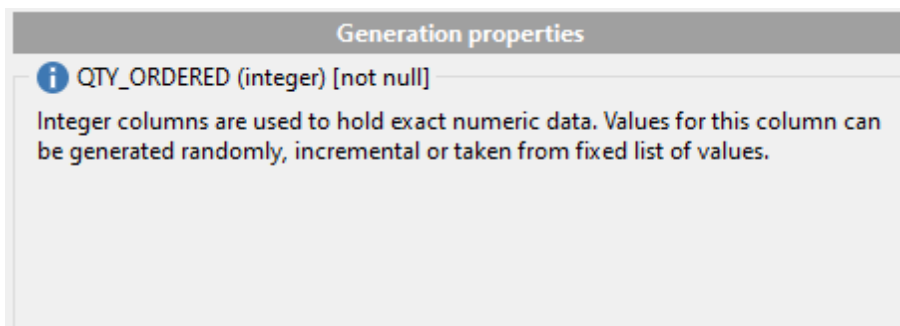 Generation properties
QTY_ORDERED (integer) [not null]
Integer columns are used to hold exact numeric data. Values for this column can
be generated randomly, incremental or taken from fixed list of values.